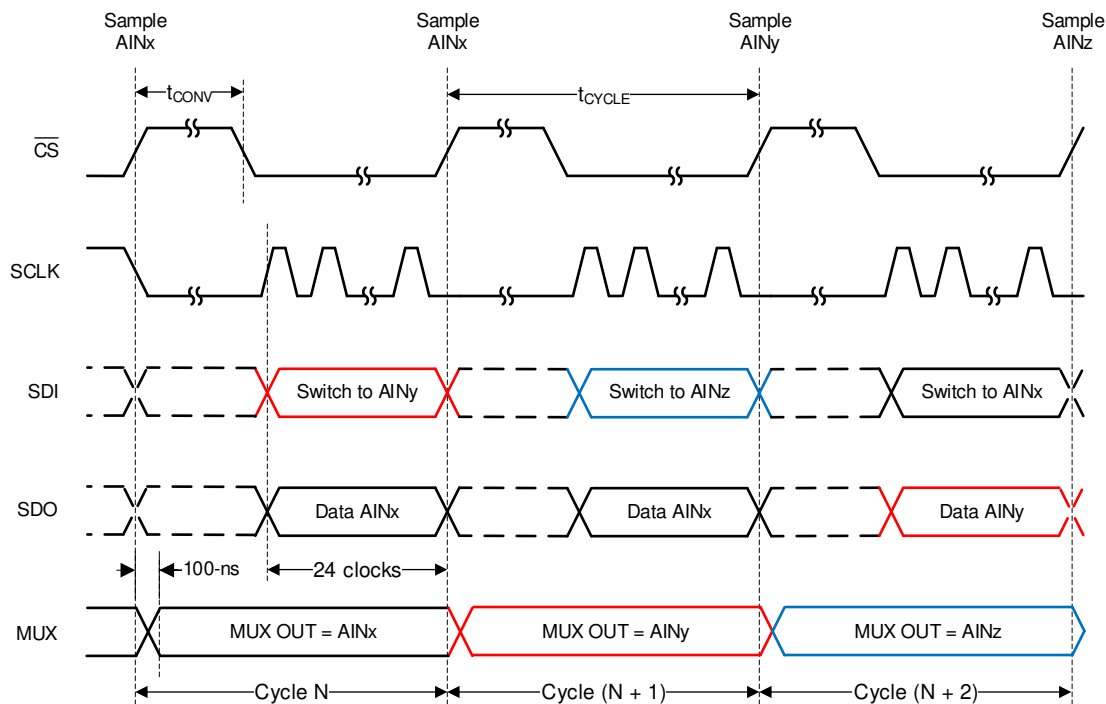 Sample AINx
Sample AINx
Sample AINy
Sample AINz
tCONV
tCYCLE
CS
SCLK
SDI
Switch to AINy
Switch to AINz
Switch to AINx
SDO
Data AINx
Data AINx
Data AINy
100-ns
24 clocks
MUX
MUX OUT = AINx
MUX OUT = AINy
MUX OUT = AINz
Cycle N
Cycle (N + 1)
Cycle (N + 2)